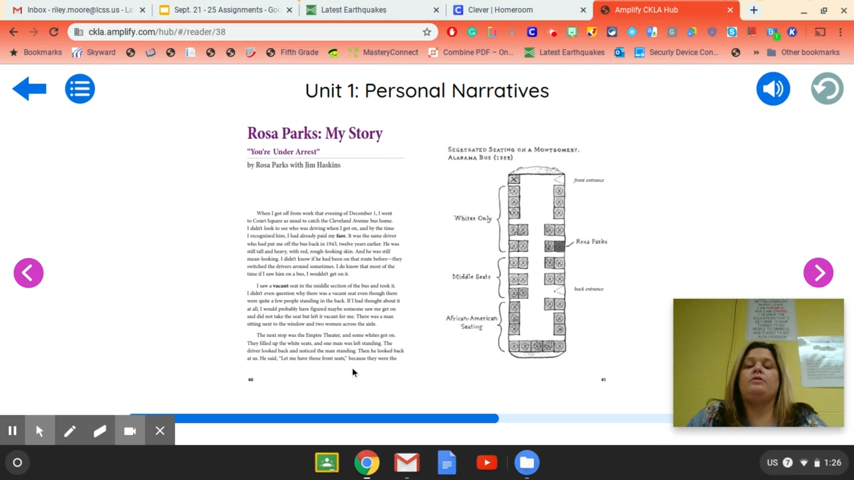 Inbox - riley.moore@lcss.us - L
Sept. 21 - 25 Assignments - Go
Latest Earthquakes
Clever | Homeroom
Amplify CKLA Hub
ckla.amplify.com/hub/#/reader/38
Bookmarks
Skyward
Fifth Grade
MasteryConnect
Combine PDF – On...
Latest Earthquakes
Securly Device Con...
Other bookmarks
Unit 1: Personal Narratives
Rosa Parks: My Story
"You're Under Arrest"
by Rosa Parks with Jim Haskins
When I got off from work that evening of December 1, I went
to Court Square as usual to catch the Cleveland Avenue bus home.
I didn't look to see who was driving when I got on, and by the time
I recognized him, I had already paid my fare. It was the same driver
who had put me off the bus back in 1943, twelve years earlier. He was
still tall and heavy, with red, rough-looking skin. And he was still
mean-looking. I didn't know if he had been on that route before—they
switched the drivers around sometimes. I do know that most of the
time if I saw him on a bus, I wouldn't get on it.
I saw a vacant seat in the middle section of the bus and took it.
I didn't even question why there was a vacant seat even though there
were quite a few people standing in the back. If I had thought about it
at all, I would probably have figured maybe someone saw me get on
and did not take the seat but left it vacant for me. There was a man
sitting next to the window and two women across the aisle.
The next stop was the Empire Theater, and some whites got on.
They filled up the white seats, and one man was left standing. The
driver looked back and noticed the man standing. Then he looked back
at us. He said, "Let me have those front seats," because they were the
40
SEGREGATED SEATING ON A MONTGOMERY,
ALABAMA BUS (1955)
front entrance
Whites Only
Rosa Parks
Middle Seats
back entrance
African-American
Seating
41
US
1:26